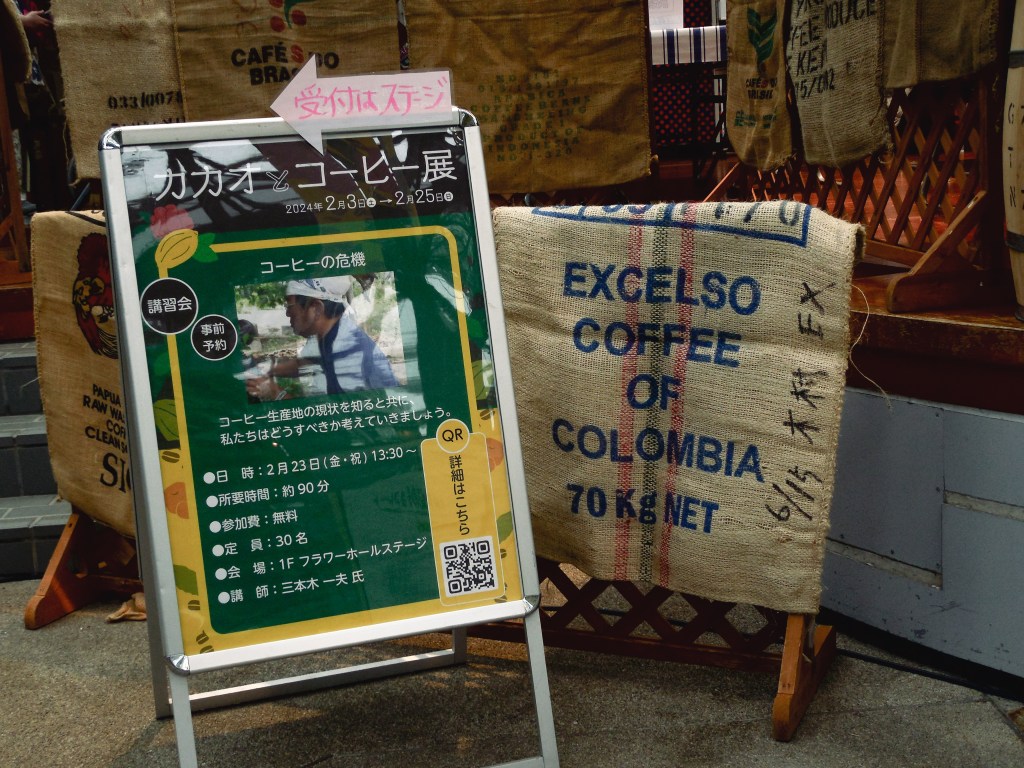 CAFÉS DO
BRAS
033/007
受付はステージ
カカオとコーヒー展
2024年2月3日土→2月25日日
コーヒーの危機
講習会
事前
予約
コーヒー生産地の現状を知ると共に、
私たちはどうすべきか考えていきましょう。
●日 時：2月23日(金・祝) 13:30～
●所要時間：約90分
●参加費：無料
●定 員：30名
●会 場：1F フラワーホールステージ
●講 師：三本木 一夫 氏
QR
詳細はこちら
EXCELSO
COFFEE
OF
COLOMBIA
70 Kg NET
6/15 木村 EX
PAPUA
RAW WA
CO
CLEAN
SI
INDONESIA